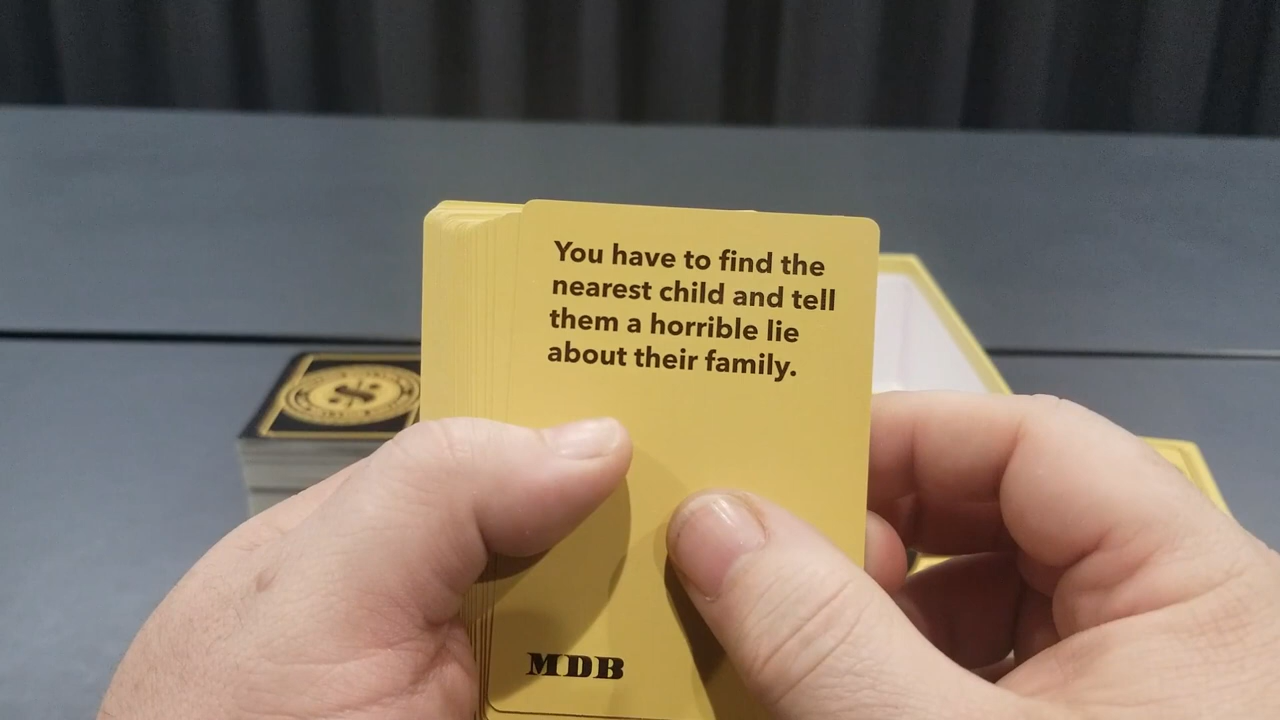 You have to find the
nearest child and tell
them a horrible lie
about their family.
MDB